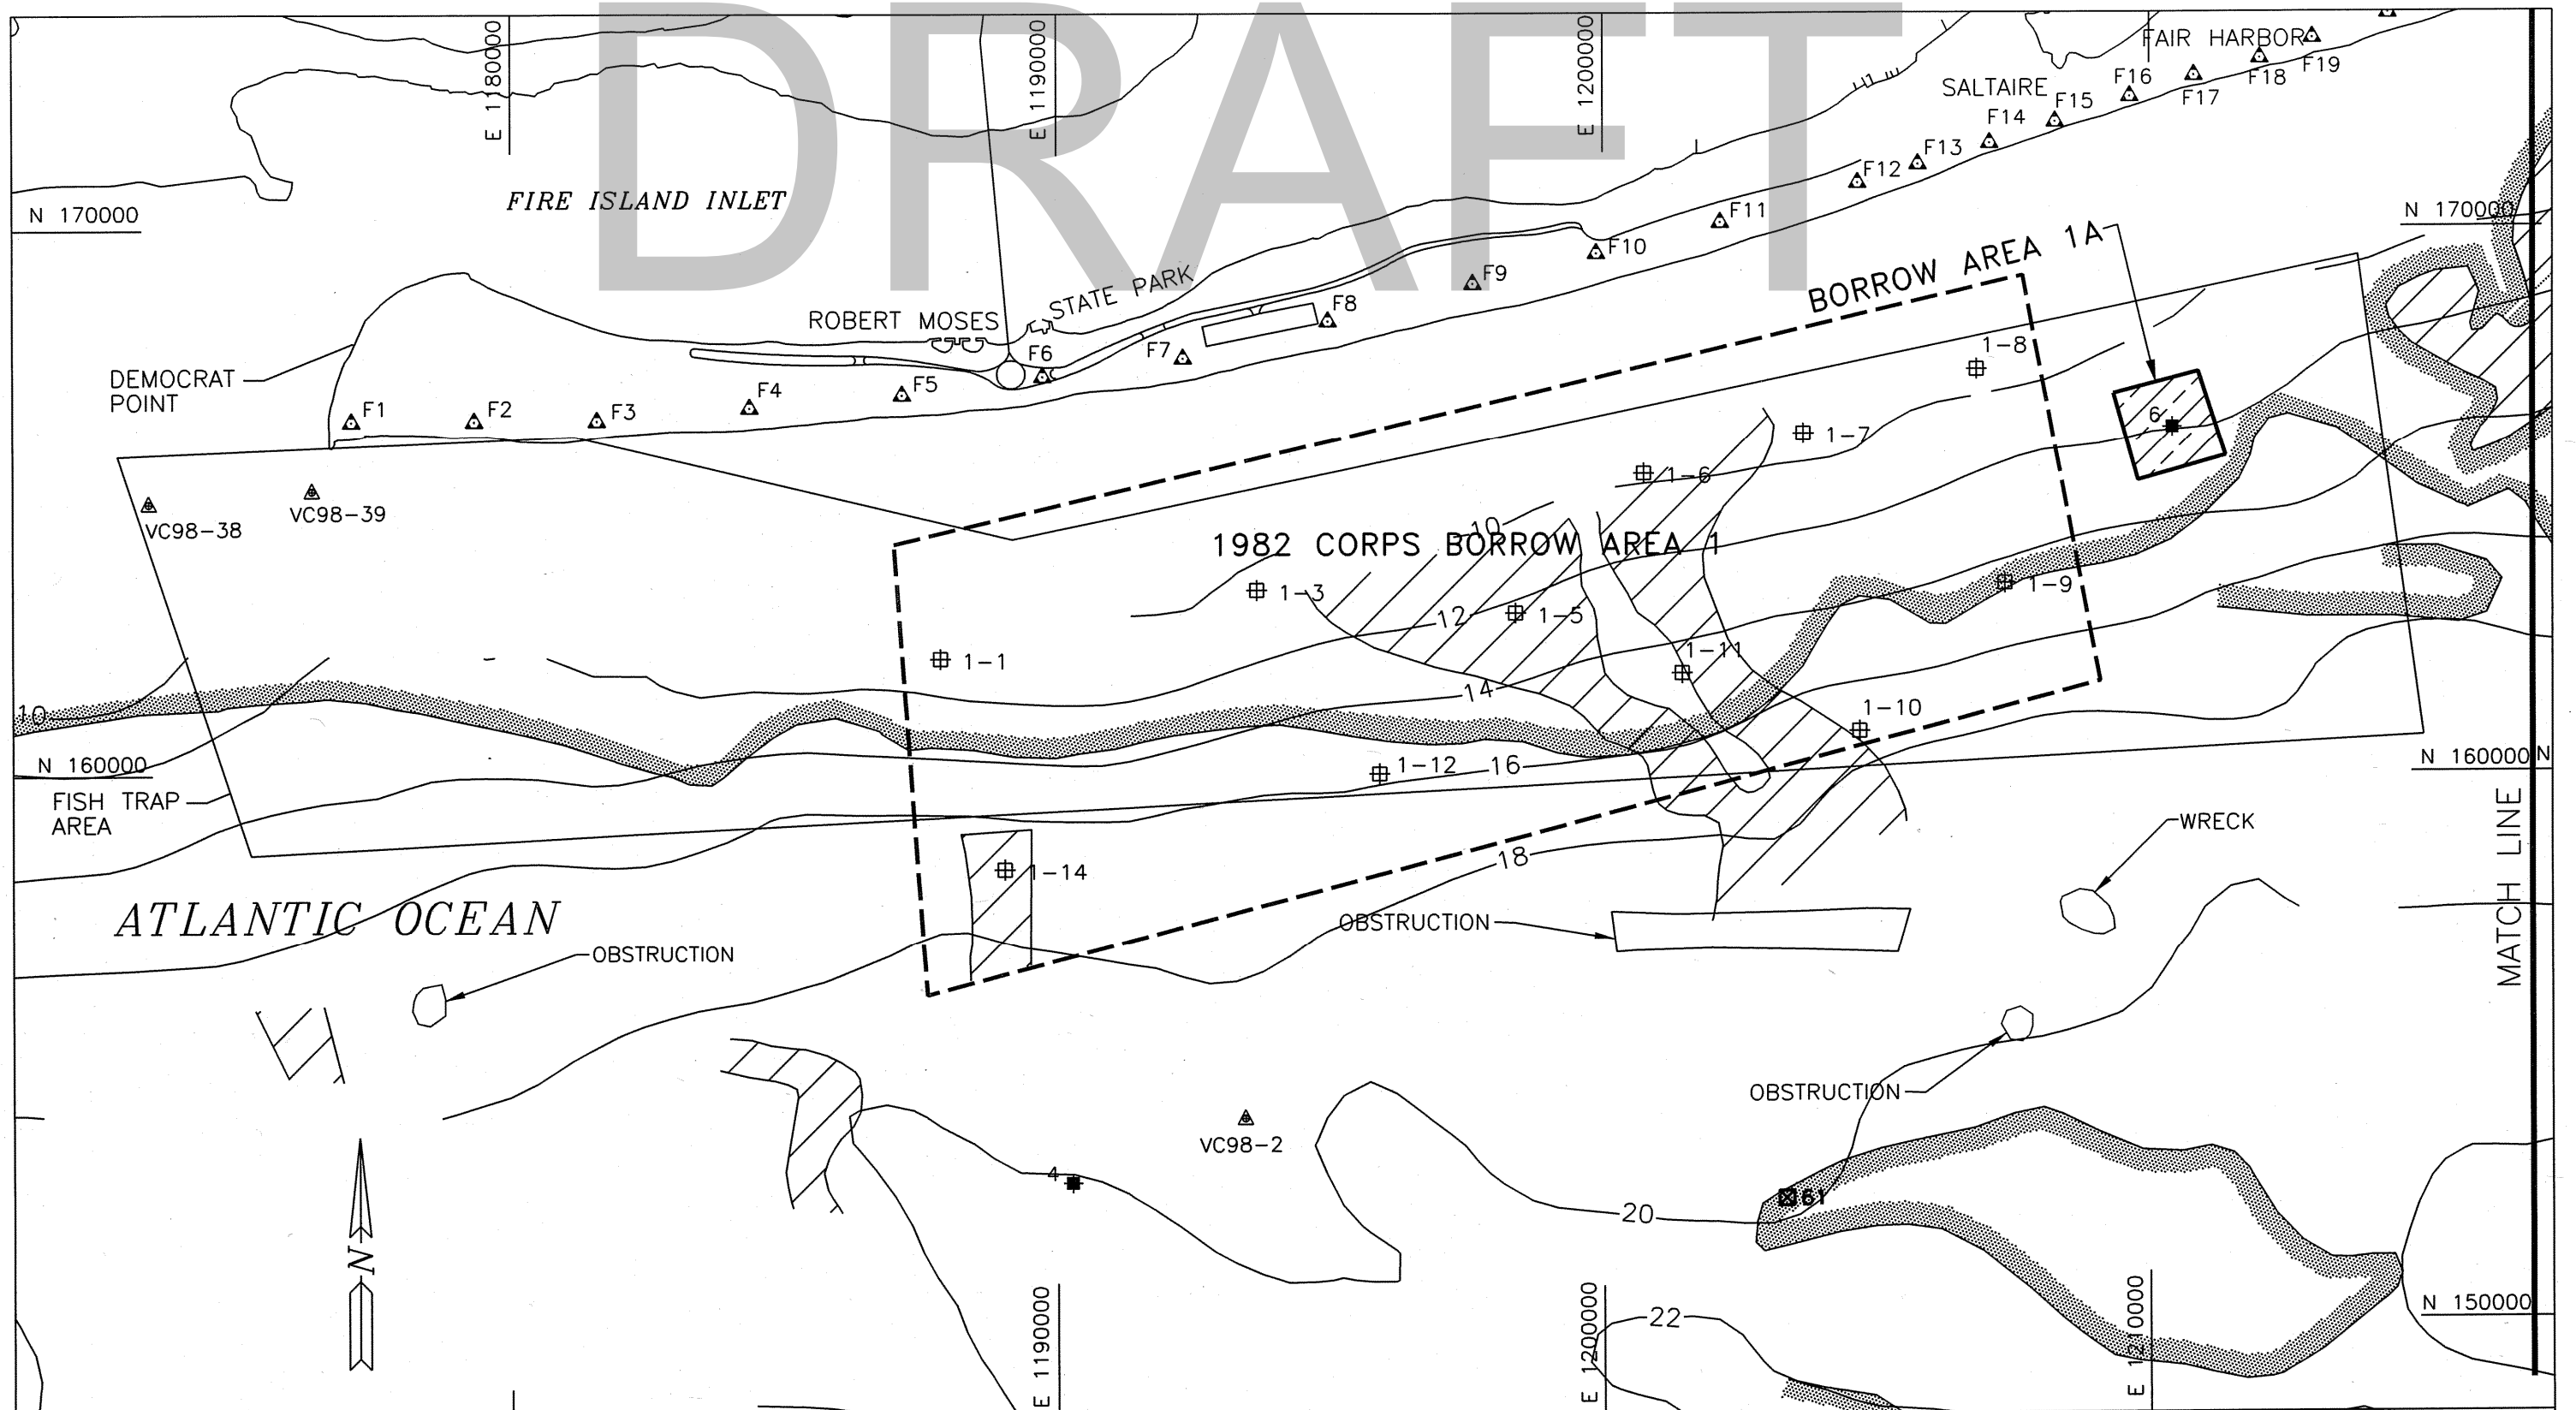 DRAFT
E 1180000
E 1190000
E 1200000
FAIR HARBOR
F19
F18
F17
F16
SALTAIRE
F15
F14
F13
F12
F11
F10
F9
F8
F7
F6
F5
F4
F3
F2
F1
FIRE ISLAND INLET
N 170000
N 170000
BORROW AREA 1A
STATE PARK
ROBERT MOSES
DEMOCRAT
POINT
1-8
6
1-7
1-6
VC98-38
VC98-39
10
1982 CORPS BORROW AREA 1
1-3
12
1-5
1-9
1-1
1-11
14
10
1-10
N 160000
1-12
16
N 160000
N
FISH TRAP
AREA
WRECK
MATCH LINE
18
1-14
ATLANTIC OCEAN
OBSTRUCTION
OBSTRUCTION
OBSTRUCTION
VC98-2
4
61
20
N
E 1190000
E 1200000
22
E 1210000
N 150000